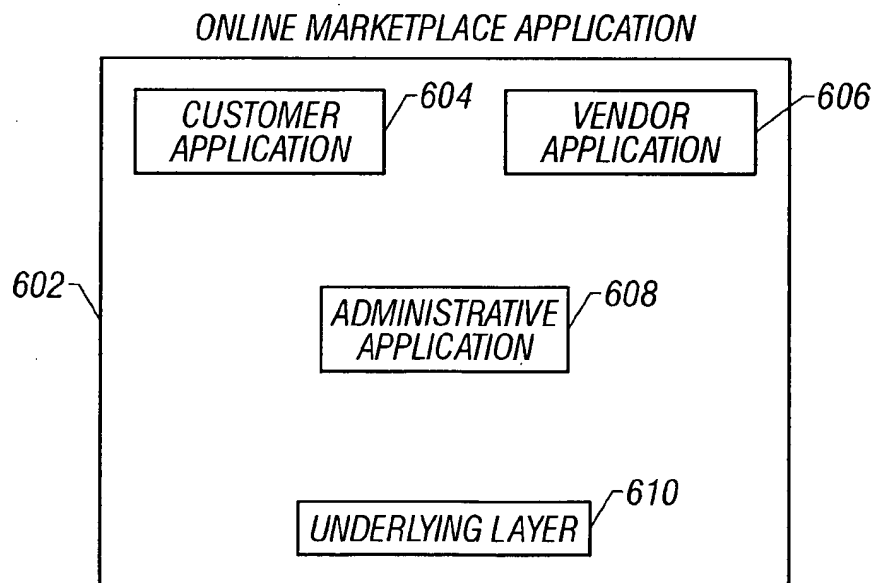 ONLINE MARKETPLACE APPLICATION
CUSTOMER
APPLICATION
604
VENDOR
APPLICATION
606
602
ADMINISTRATIVE
APPLICATION
608
UNDERLYING LAYER
610